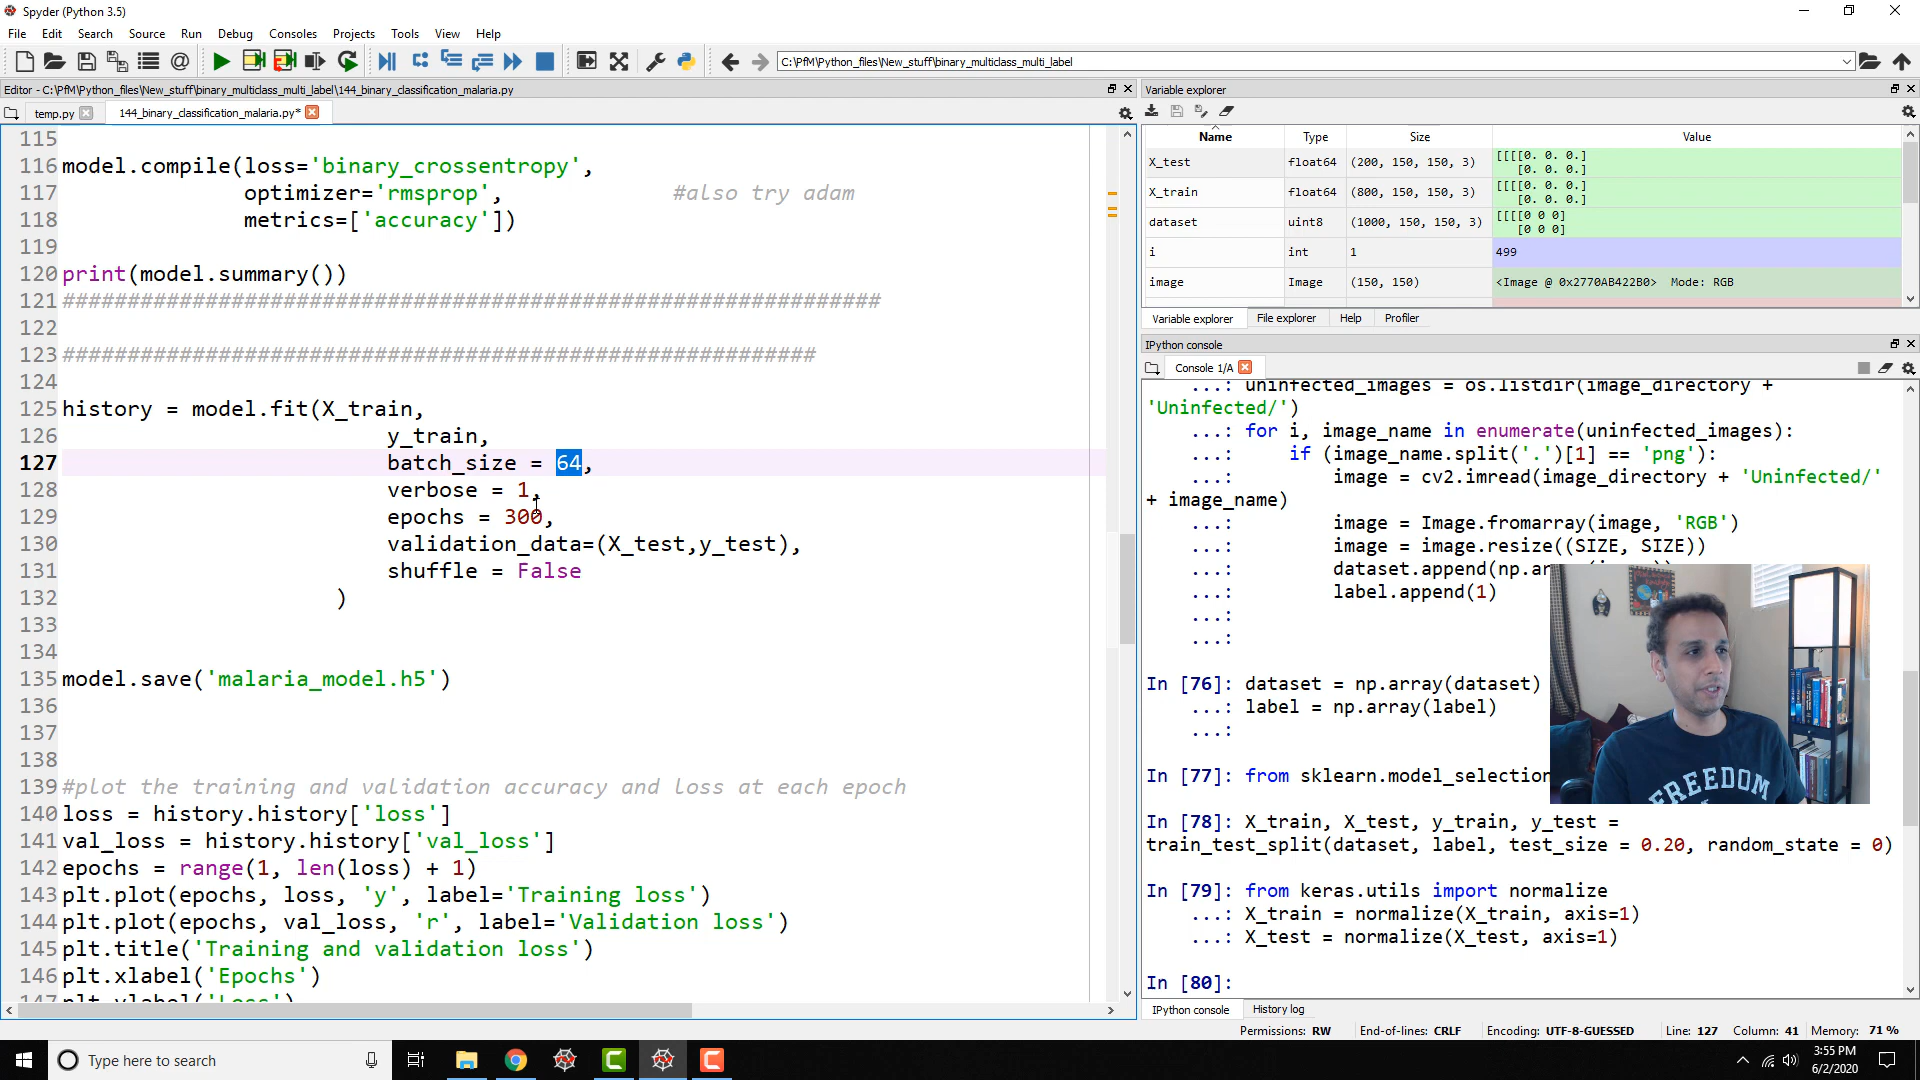 Spyder (Python 3.5)
File Edit Search Source Run Debug Consoles Projects Tools View Help
C:\PfM\Python_files\New_stuff\binary_multiclass_multi_label
Editor - C:\PfM\Python_files\New_stuff\binary_multiclass_multi_label\144_binary_classification_malaria.py
temp.py 144_binary_classification_malaria.py*
115
116 model.compile(loss='binary_crossentropy',
117 optimizer='rmsprop', #also try adam
118 metrics=['accuracy'])
119
120 print(model.summary())
121 ###############################################################
122
123 ##########################################################
124
125 history = model.fit(X_train,
126 y_train,
127 batch_size = 64,
128 verbose = 1,
129 epochs = 300,
130 validation_data=(X_test,y_test),
131 shuffle = False
132 )
133
134
135 model.save('malaria_model.h5')
136
137
138
139 #plot the training and validation accuracy and loss at each epoch
140 loss = history.history['loss']
141 val_loss = history.history['val_loss']
142 epochs = range(1, len(loss) + 1)
143 plt.plot(epochs, loss, 'y', label='Training loss')
144 plt.plot(epochs, val_loss, 'r', label='Validation loss')
145 plt.title('Training and validation loss')
146 plt.xlabel('Epochs')
147 plt.ylabel('Loss')
Variable explorer
Name Type Size Value
X_test float64 (200, 150, 150, 3) [[[[0. 0. 0.]
[0. 0. 0.]
X_train float64 (800, 150, 150, 3) [[[[0. 0. 0.]
[0. 0. 0.]
dataset uint8 (1000, 150, 150, 3) [[[[0 0 0]
[0 0 0]
i int 1 499
image Image (150, 150) <Image @ 0x2770AB422B0> Mode: RGB
Variable explorer File explorer Help Profiler
IPython console
Console 1/A
...: uninfected_images = os.listdir(image_directory +
'Uninfected/')
...: for i, image_name in enumerate(uninfected_images):
...: if (image_name.split('.')[1] == 'png'):
...: image = cv2.imread(image_directory + 'Uninfected/'
+ image_name)
...: image = Image.fromarray(image, 'RGB')
...: image = image.resize((SIZE, SIZE))
...: dataset.append(np.ar
...: label.append(1)
...:
...:
In [76]: dataset = np.array(dataset)
...: label = np.array(label)
...:
In [77]: from sklearn.model_selection
In [78]: X_train, X_test, y_train, y_test =
train_test_split(dataset, label, test_size = 0.20, random_state = 0)
In [79]: from keras.utils import normalize
...: X_train = normalize(X_train, axis=1)
...: X_test = normalize(X_test, axis=1)
In [80]:
FREEDOM
IPython console History log
Permissions: RW End-of-lines: CRLF Encoding: UTF-8-GUESSED Line: 127 Column: 41 Memory: 71 %
Type here to search
3:55 PM
6/2/2020